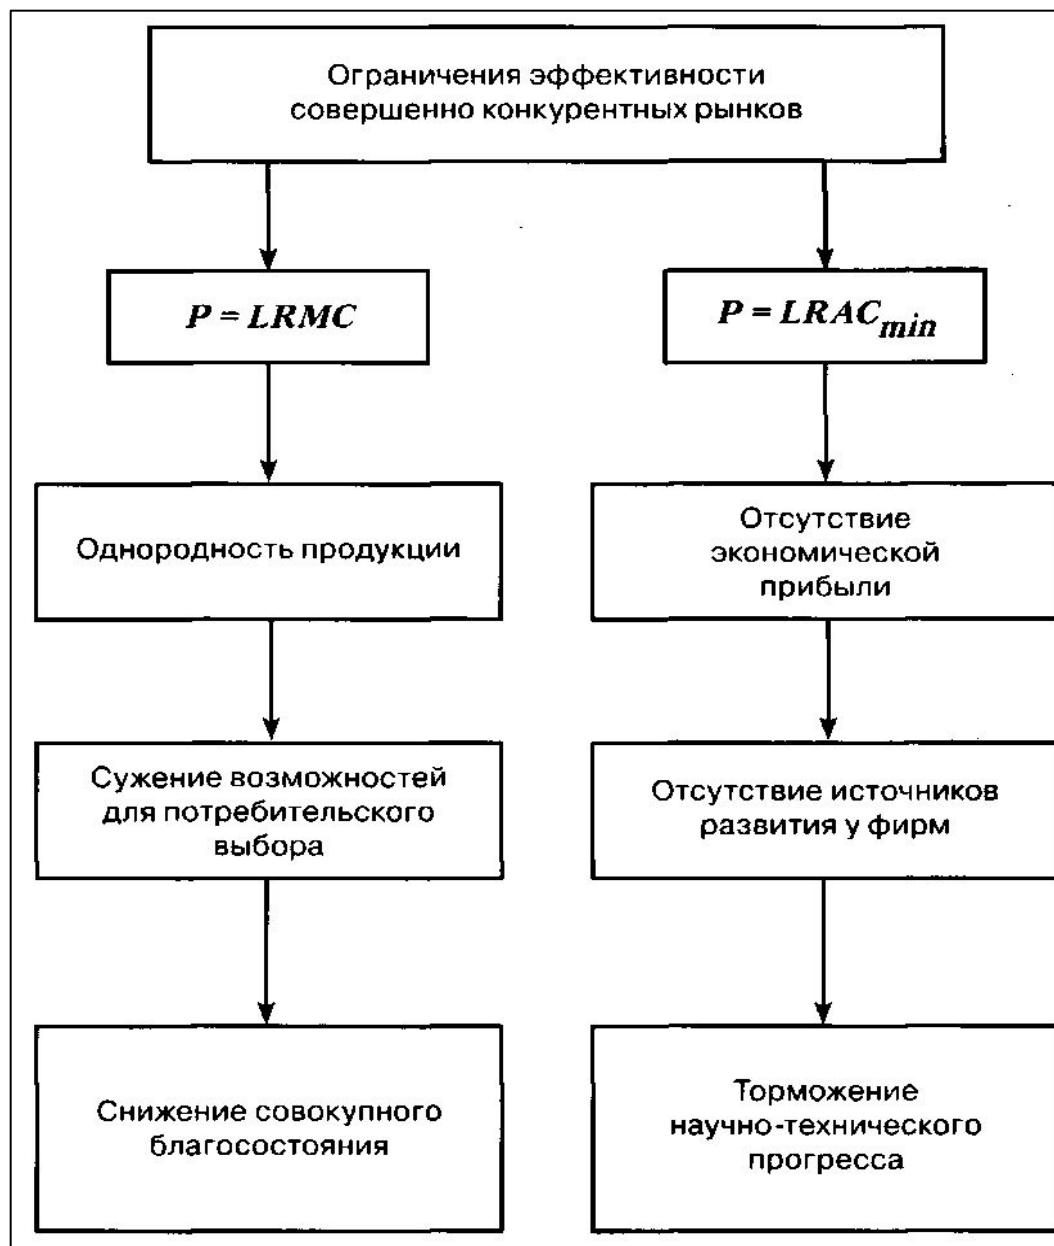 Ограничения эффективности
совершенно конкурентных рынков
P = LRMC
P = LRACmin
Однородность продукции
Отсутствие
экономической
прибыли
Сужение возможностей
для потребительского
выбора
Отсутствие источников
развития у фирм
Снижение совокупного
благосостояния
Торможение
научно-технического
прогресса